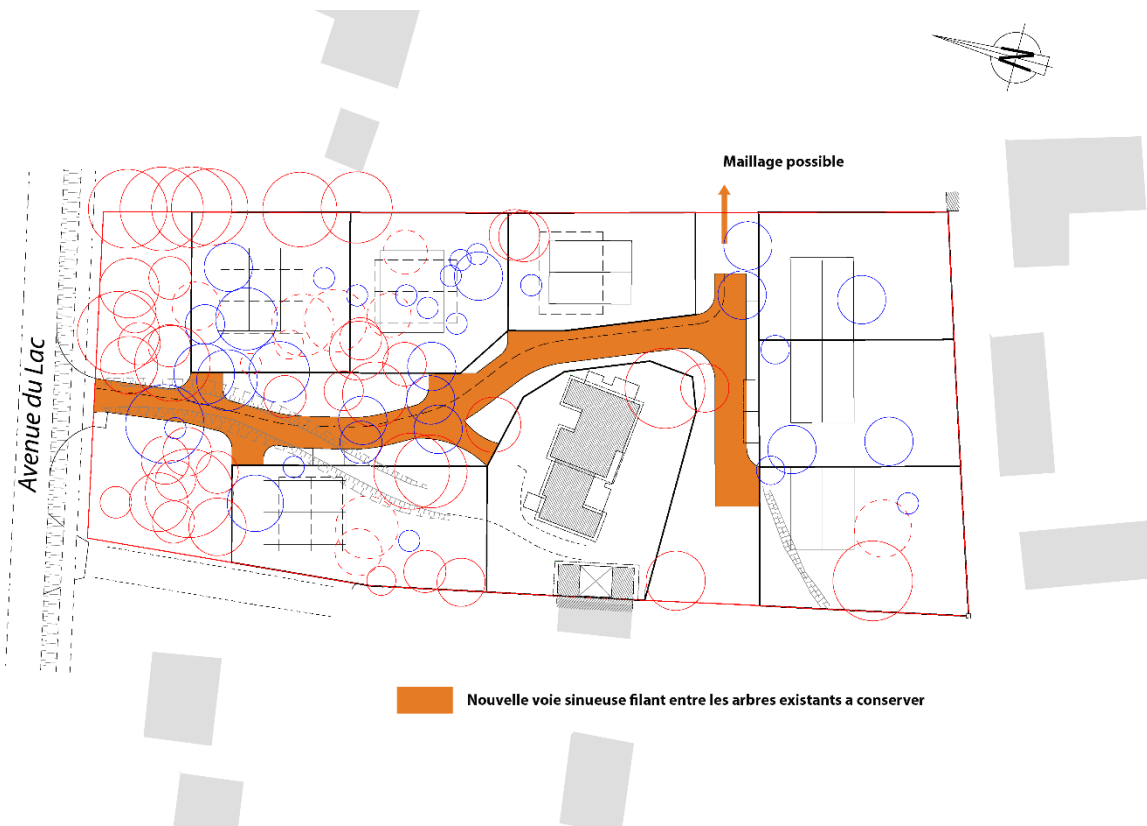 Maillage possible
Avenue du Lac
Nouvelle voie sinueuse filant entre les arbres existants a conserver
N